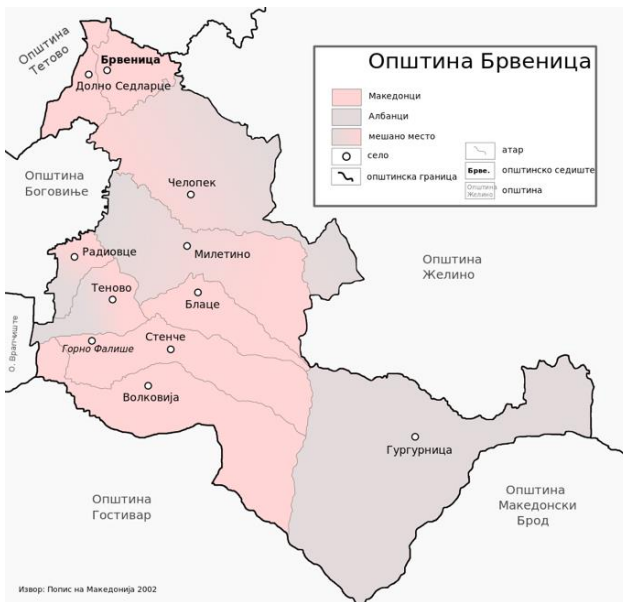 Општина Брвеница
Македонци
Албанци
мешано место
село
општинска граница
атар
Брве.
општинско седиште
Општина
Желино
општина
Општина
Тетово
Брвеница
Долно Седларце
Општина
Боговиње
Челопек
Радиовце
Милетино
Општина
Желино
Теново
Блаце
О. Врапчиште
Горно Фалише
Стенче
Волковија
Гургурница
Општина
Гостивар
Општина
Македонски
Брод
Извор: Попис на Македонија 2002